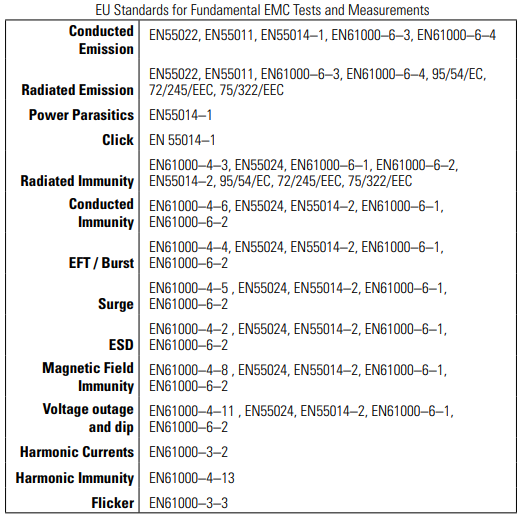 EU Standards for Fundamental EMC Tests and Measurements
Conducted Emission
EN55022, EN55011, EN55014–1, EN61000–6–3, EN61000–6–4
Radiated Emission
EN55022, EN55011, EN61000–6–3, EN61000–6–4, 95/54/EC,
72/245/EEC, 75/322/EEC
Power Parasitics
EN55014–1
Click
EN 55014–1
Radiated Immunity
EN61000–4–3, EN55024, EN61000–6–1, EN61000–6–2,
EN55014–2, 95/54/EC, 72/245/EEC, 75/322/EEC
Conducted
Immunity
EN61000–4–6, EN55024, EN55014–2, EN61000–6–1,
EN61000–6–2
EFT / Burst
EN61000–4–4, EN55024, EN55014–2, EN61000–6–1,
EN61000–6–2
Surge
EN61000–4–5 , EN55024, EN55014–2, EN61000–6–1,
EN61000–6–2
ESD
EN61000–4–2 , EN55024, EN55014–2, EN61000–6–1,
EN61000–6–2
Magnetic Field
Immunity
EN61000–4–8 , EN55024, EN55014–2, EN61000–6–1,
EN61000–6–2
Voltage outage
and dip
EN61000–4–11 , EN55024, EN55014–2, EN61000–6–1,
EN61000–6–2
Harmonic Currents
EN61000–3–2
Harmonic Immunity
EN61000–4–13
Flicker
EN61000–3–3